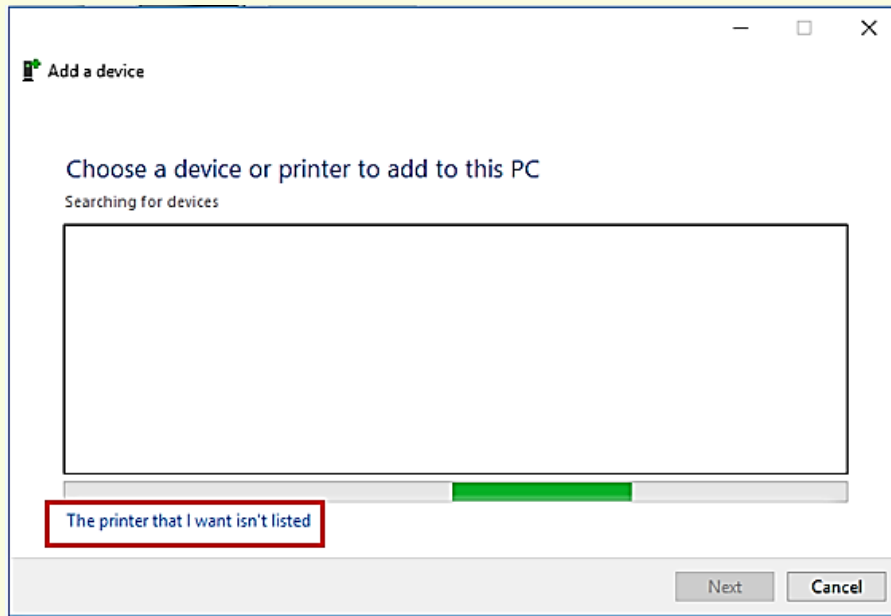 Add a device
Choose a device or printer to add to this PC
Searching for devices
The printer that I want isn't listed
Next
Cancel